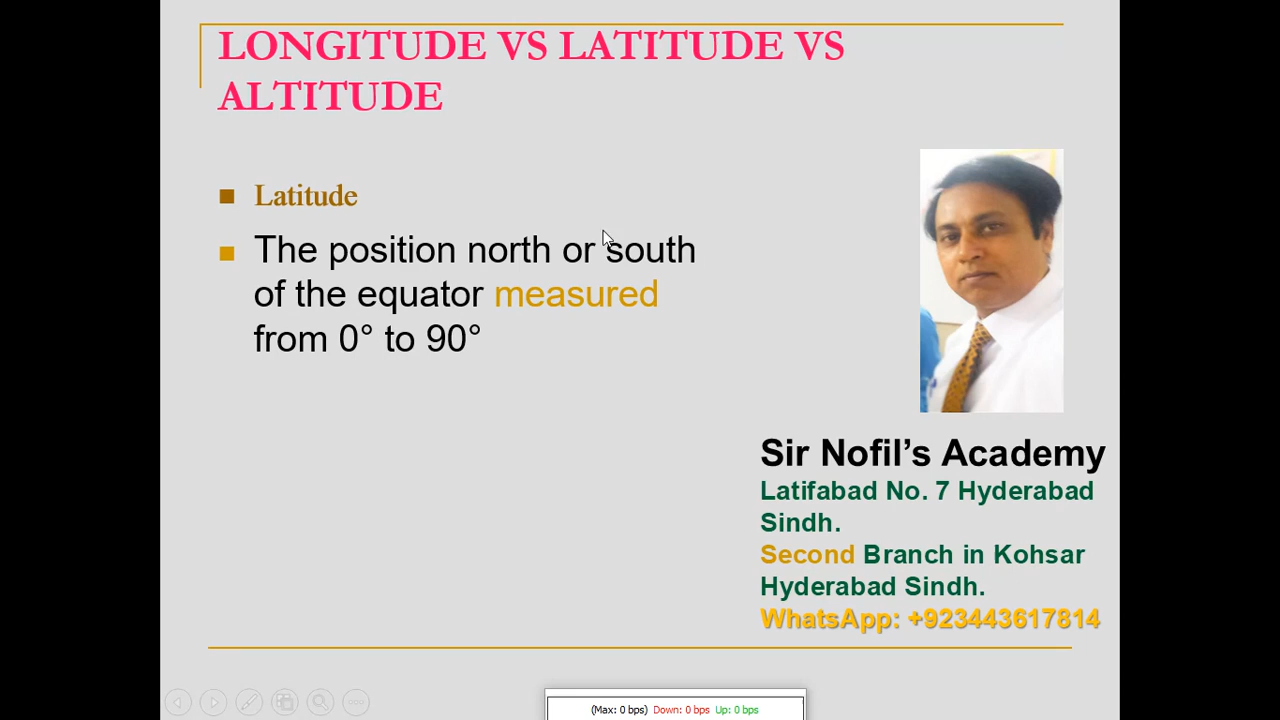 LONGITUDE VS LATITUDE VS
ALTITUDE
Latitude
The position north or south
of the equator measured
from 0° to 90°
Sir Nofil’s Academy
Latifabad No. 7 Hyderabad
Sindh.
Second Branch in Kohsar
Hyderabad Sindh.
WhatsApp: +923443617814
(Max: 0 bps) Down: 0 bps Up: 0 bps